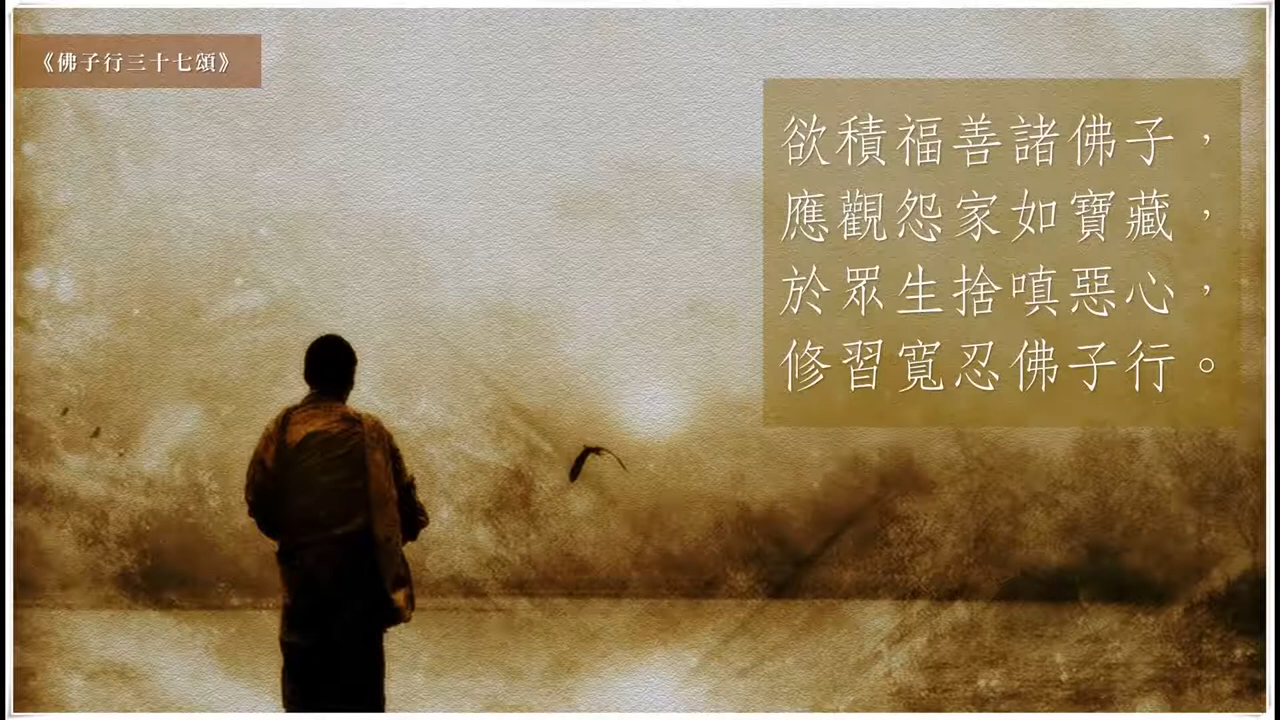 《佛子行三十七頌》
欲積福善諸佛子，
應觀怨家如寶藏，
於眾生捨嗔惡心，
修習寬忍佛子行。